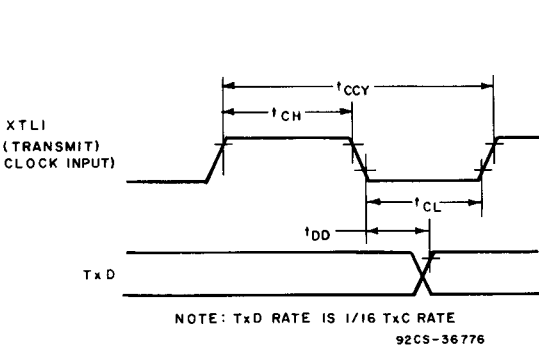 tCCY
tCH
XTLI
(TRANSMIT)
CLOCK INPUT)
tCL
tDD
TxD
NOTE: TxD RATE IS 1/16 TxC RATE
92CS-36776